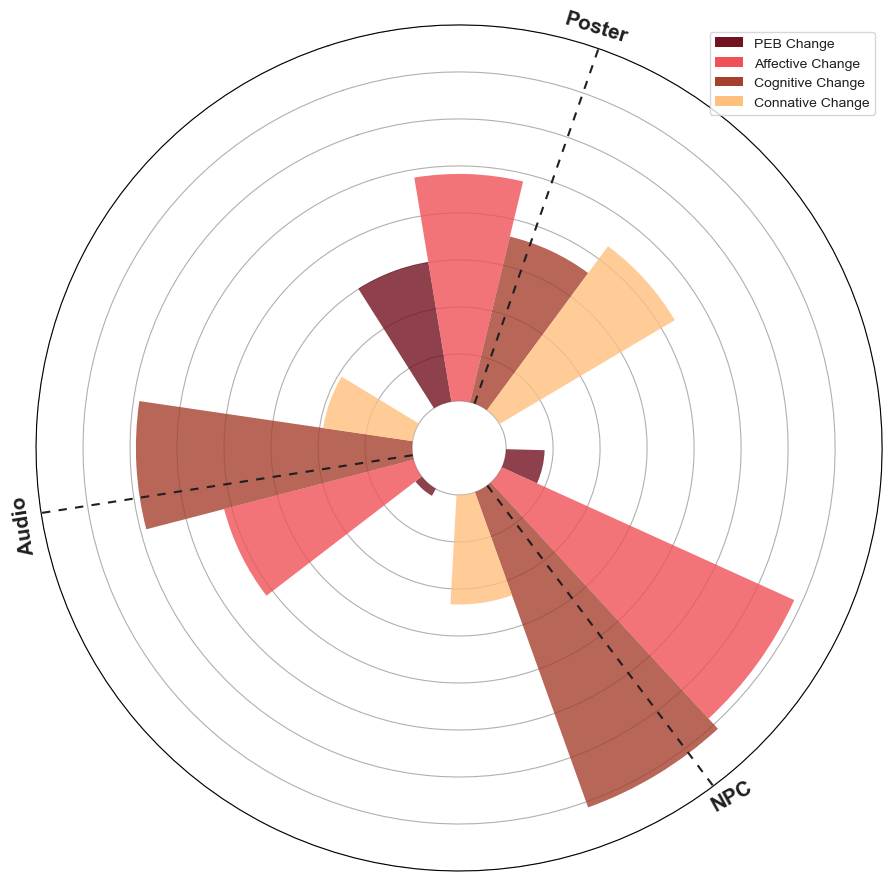 Poster
PEB Change
Affective Change
Cognitive Change
Connative Change
Audio
NPC